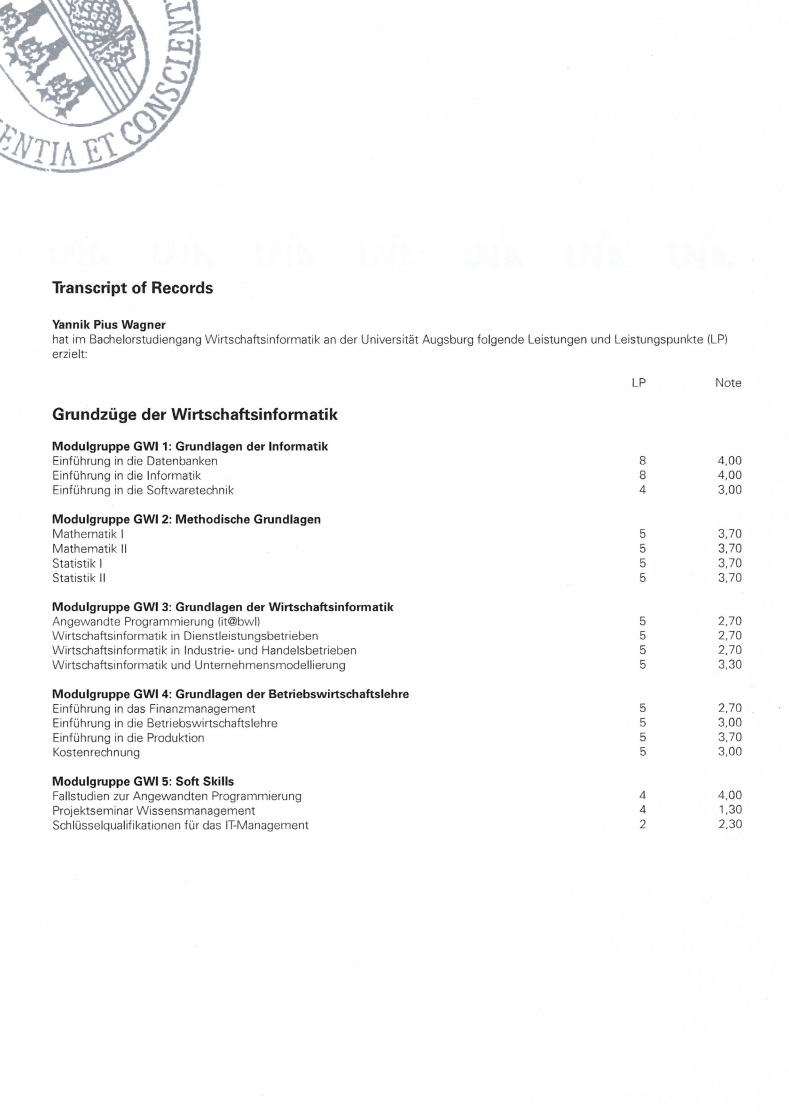 ENTIA ET CONSCIENT
Transcript of Records
Yannik Pius Wagner
hat im Bachelorstudiengang Wirtschaftsinformatik an der Universität Augsburg folgende Leistungen und Leistungspunkte (LP)
erzielt:
LP Note
Grundzüge der Wirtschaftsinformatik
Modulgruppe GWI 1: Grundlagen der Informatik
Einführung in die Datenbanken 8 4,00
Einführung in die Informatik 8 4,00
Einführung in die Softwaretechnik 4 3,00
Modulgruppe GWI 2: Methodische Grundlagen
Mathematik I 5 3,70
Mathematik II 5 3,70
Statistik I 5 3,70
Statistik II 5 3,70
Modulgruppe GWI 3: Grundlagen der Wirtschaftsinformatik
Angewandte Programmierung (it@bwl) 5 2,70
Wirtschaftsinformatik in Dienstleistungsbetrieben 5 2,70
Wirtschaftsinformatik in Industrie- und Handelsbetrieben 5 2,70
Wirtschaftsinformatik und Unternehmensmodellierung 5 3,30
Modulgruppe GWI 4: Grundlagen der Betriebswirtschaftslehre
Einführung in das Finanzmanagement 5 2,70
Einführung in die Betriebswirtschaftslehre 5 3,00
Einführung in die Produktion 5 3,70
Kostenrechnung 5 3,00
Modulgruppe GWI 5: Soft Skills
Fallstudien zur Angewandten Programmierung 4 4,00
Projektseminar Wissensmanagement 4 1,30
Schlüsselqualifikationen für das IT-Management 2 2,30